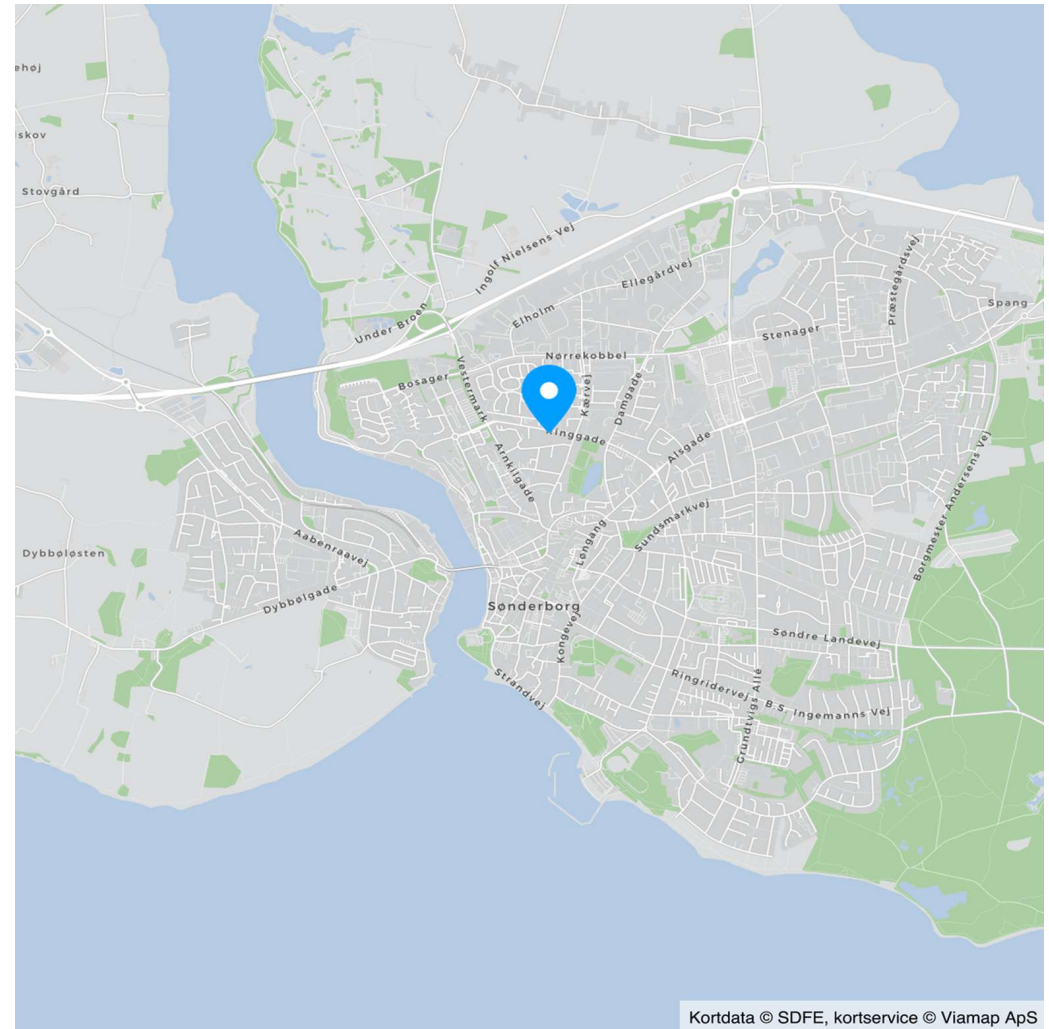 ehøj
skov
Stovgård
Ingolf Nielsens Vej
Præstegårdsvej
Ellegårdvej
Spang
Elholm
Under Broen
Stenager
Nørrekobbel
Bosager
Vestermark
Kærvej
Damgade
Alsgade
Arnkilgade
Borgmester Andersens Vej
Sundsmarkvej
Løngang
Dybbøløsten
Aabenraavej
Dybbølgade
Sønderborg
Kongevej
Søndre Landevej
Strandvej
Ringridervej
Grundtvigs Allé
B.S. Ingemanns Vej
Kortdata © SDFE, kortservice © Viamap ApS